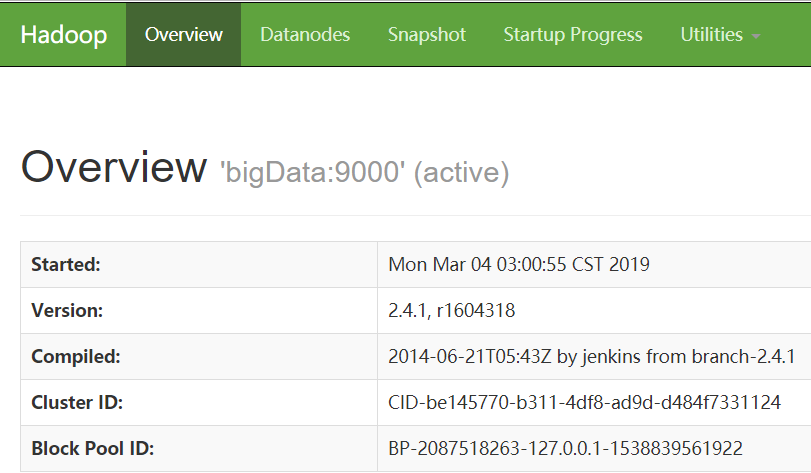 Hadoop Overview Datanodes Snapshot Startup Progress Utilities
Overview 'bigData:9000' (active)
Started: Mon Mar 04 03:00:55 CST 2019
Version: 2.4.1, r1604318
Compiled: 2014-06-21T05:43Z by jenkins from branch-2.4.1
Cluster ID: CID-be145770-b311-4df8-ad9d-d484f7331124
Block Pool ID: BP-2087518263-127.0.0.1-1538839561922